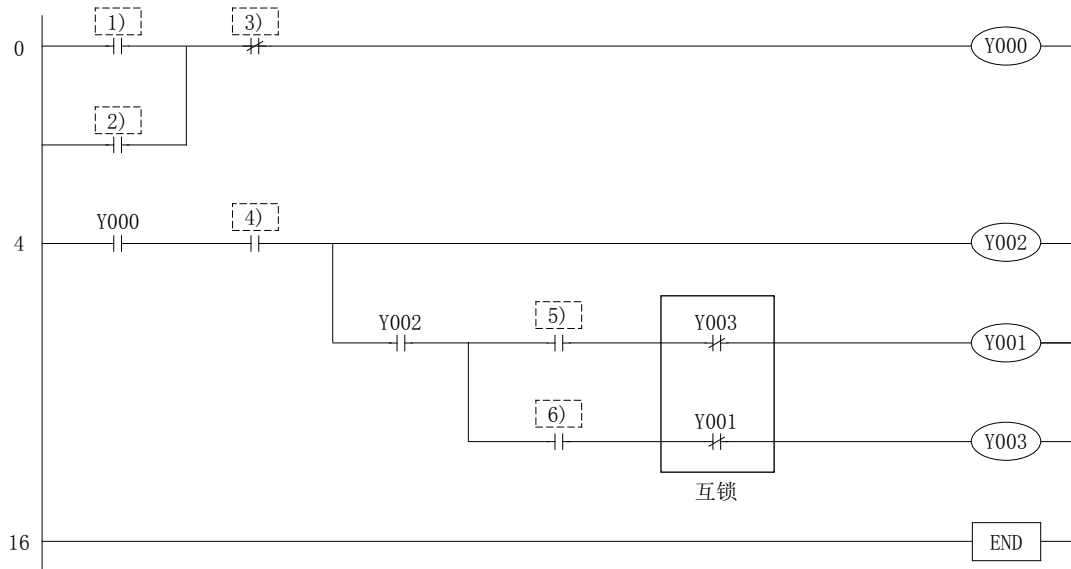 1) 3)
0 Y000
2)
Y000 4)
4 Y002
Y002 5) Y003
Y001
6) Y001
Y003
互锁
16 END